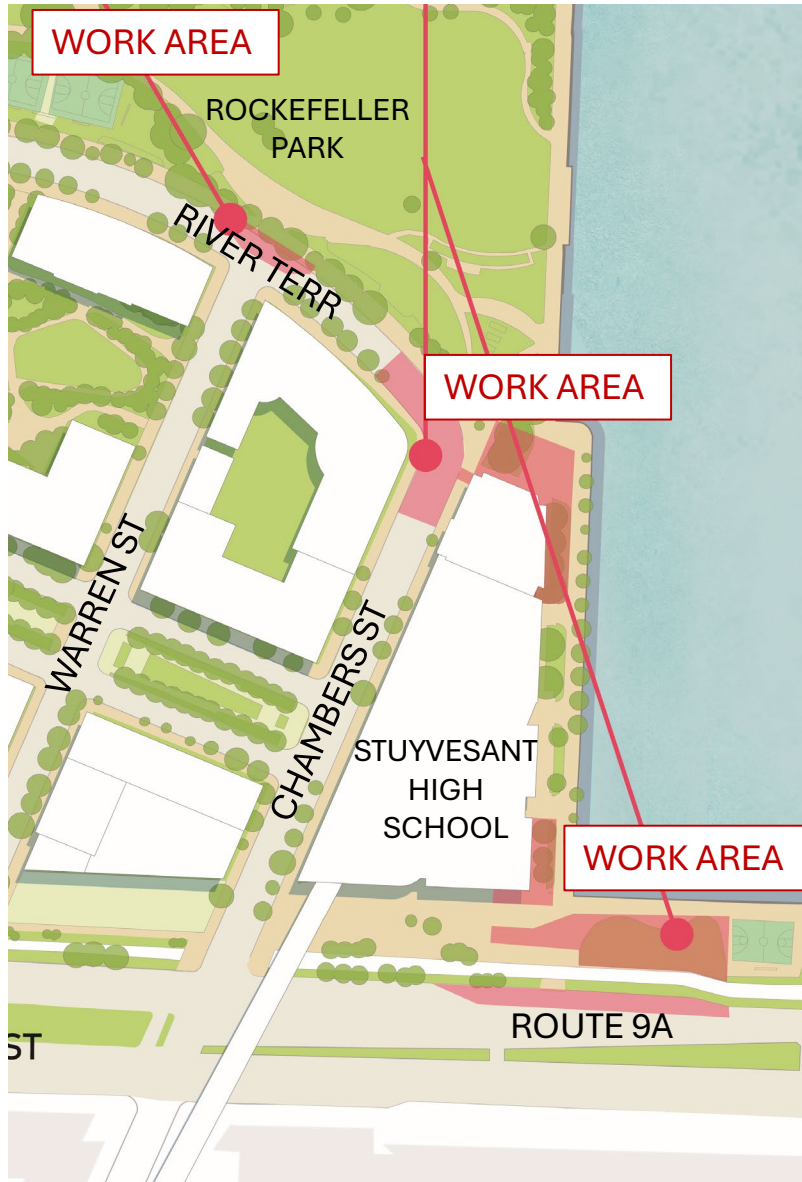 WORK AREA
ROCKEFELLER
PARK
RIVER TERR
WORK AREA
WARREN ST
CHAMBERS ST
STUYVESANT
HIGH
SCHOOL
WORK AREA
ROUTE 9A
ST